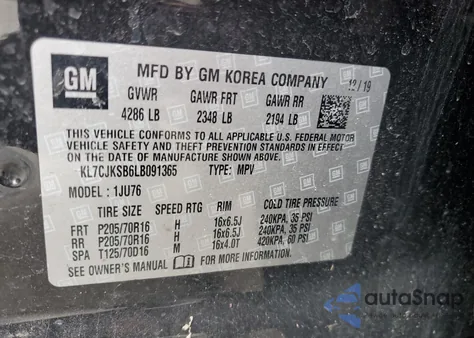 GM
MFD BY GM KOREA COMPANY 12/19
GVWR GAWR FRT GAWR RR
4286 LB 2348 LB 2194 LB
THIS VEHICLE CONFORMS TO ALL APPLICABLE U.S. FEDERAL MOTOR
VEHICLE SAFETY AND THEFT PREVENTION STANDARDS IN EFFECT
ON THE DATE OF MANUFACTURE SHOWN ABOVE.
KL7CJKSB6LB091365 TYPE: MPV
MODEL: 1JU76
TIRE SIZE SPEED RTG RIM COLD TIRE PRESSURE
FRT P205/70R16 H 16x6.5J 240KPA, 35 PSI
RR P205/70R16 H 16x6.5J 240KPA, 35 PSI
SPA T125/70D16 M 16x4.0T 420KPA, 60 PSI
SEE OWNER'S MANUAL FOR MORE INFORMATION.
autoSnap